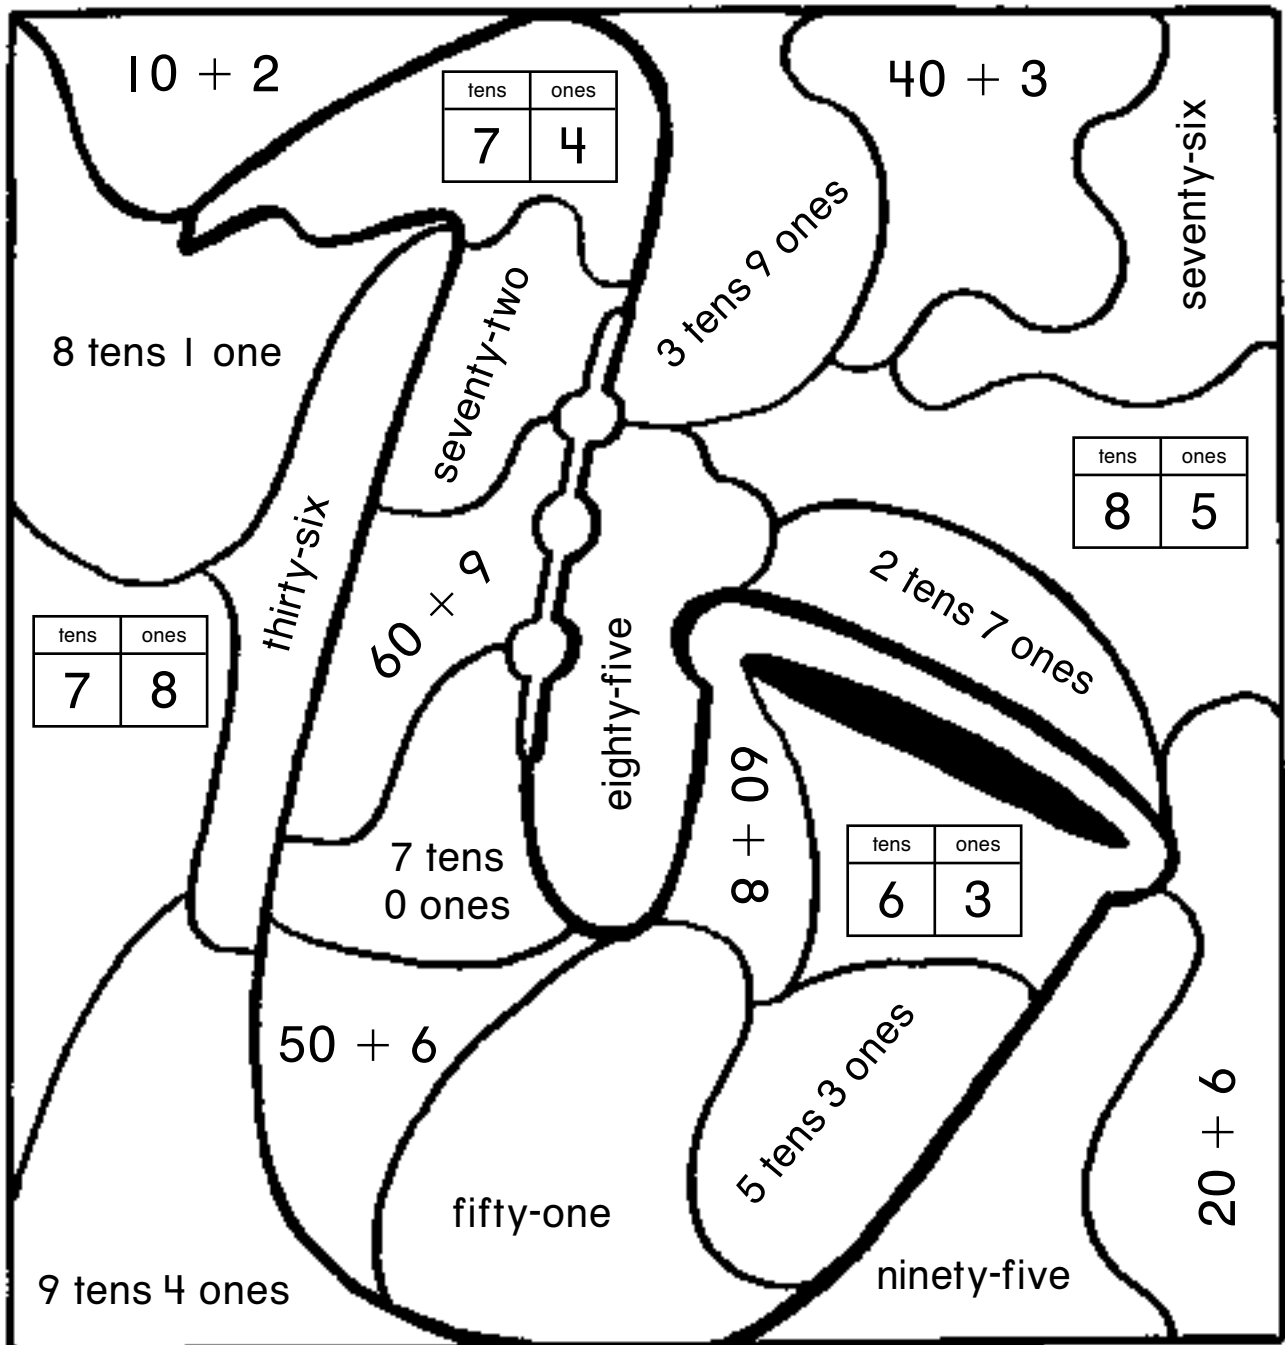 10 + 2
40 + 3
tens ones
7 4
seventy-six
3 tens 9 ones
seventy-two
8 tens 1 one
tens ones
8 5
thirty-six
60 + 9
2 tens 7 ones
tens ones
7 8
eighty-five
60 + 8
7 tens
0 ones
tens ones
6 3
50 + 6
5 tens 3 ones
20 + 6
fifty-one
9 tens 4 ones
ninety-five